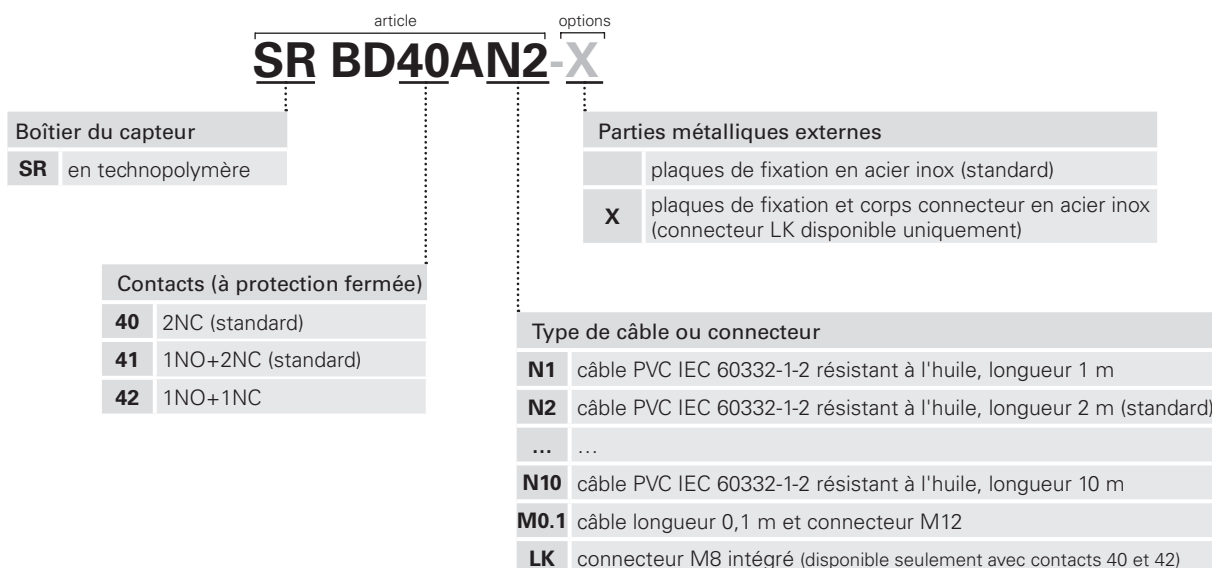 article options
SR BD40AN2-X
Boîtier du capteur
SR en technopolymère
Parties métalliques externes
plaques de fixation en acier inox (standard)
X plaques de fixation et corps connecteur en acier inox
(connecteur LK disponible uniquement)
Contacts (à protection fermée)
40 2NC (standard)
41 1NO+2NC (standard)
42 1NO+1NC
Type de câble ou connecteur
N1 câble PVC IEC 60332-1-2 résistant à l'huile, longueur 1 m
N2 câble PVC IEC 60332-1-2 résistant à l'huile, longueur 2 m (standard)
... ...
N10 câble PVC IEC 60332-1-2 résistant à l'huile, longueur 10 m
M0.1 câble longueur 0,1 m et connecteur M12
LK connecteur M8 intégré (disponible seulement avec contacts 40 et 42)